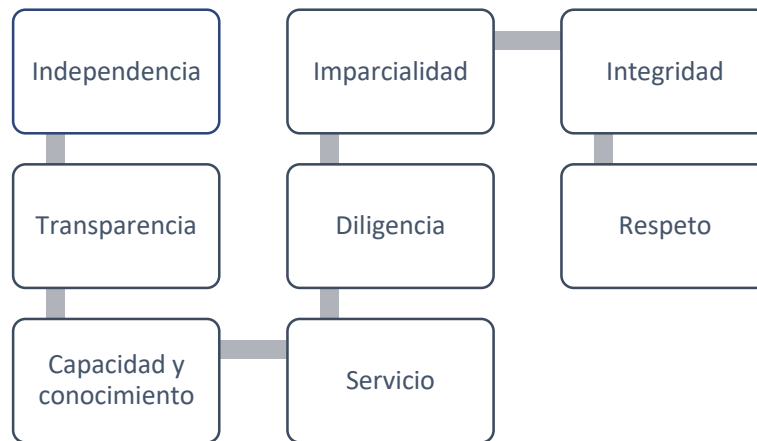 Independencia
Transparencia
Capacidad y
conocimiento
Servicio
Diligencia
Imparcialidad
Integridad
Respeto